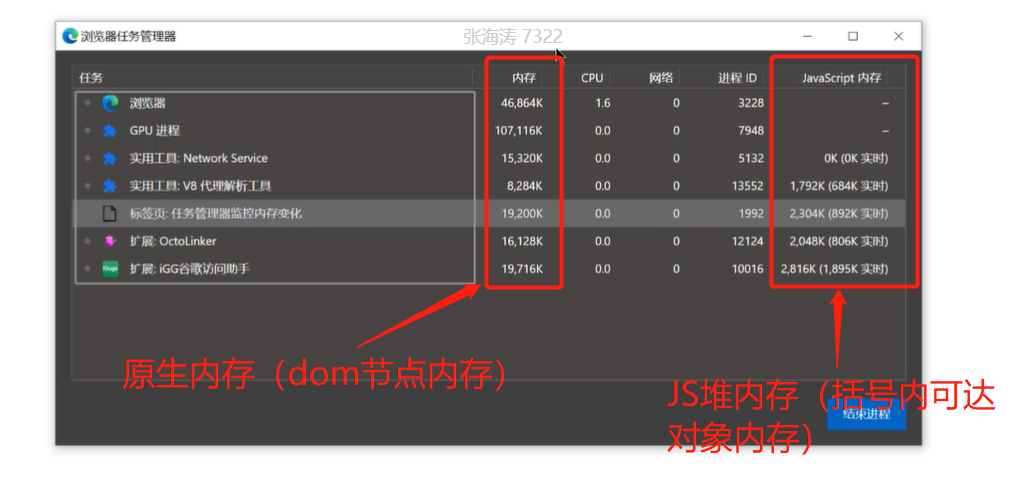 浏览器任务管理器 张海涛 7322
任务 内存 CPU 网络 进程 ID JavaScript 内存
浏览器 46,864K 1.6 0 3228 –
GPU 进程 107,116K 0.0 0 7948 –
实用工具: Network Service 15,320K 0.0 0 5132 0K (0K 实时)
实用工具: V8 代理解析工具 8,284K 0.0 0 13552 1,792K (684K 实时)
标签页: 任务管理器监控内存变化 19,200K 0.0 0 1992 2,304K (892K 实时)
扩展: OctoLinker 16,128K 0.0 0 12124 2,048K (806K 实时)
扩展: iGG谷歌访问助手 19,716K 0.0 0 10016 2,816K (1,895K 实时)
原生内存（dom节点内存）
JS堆内存（括号内可达
对象内存）
结束进程